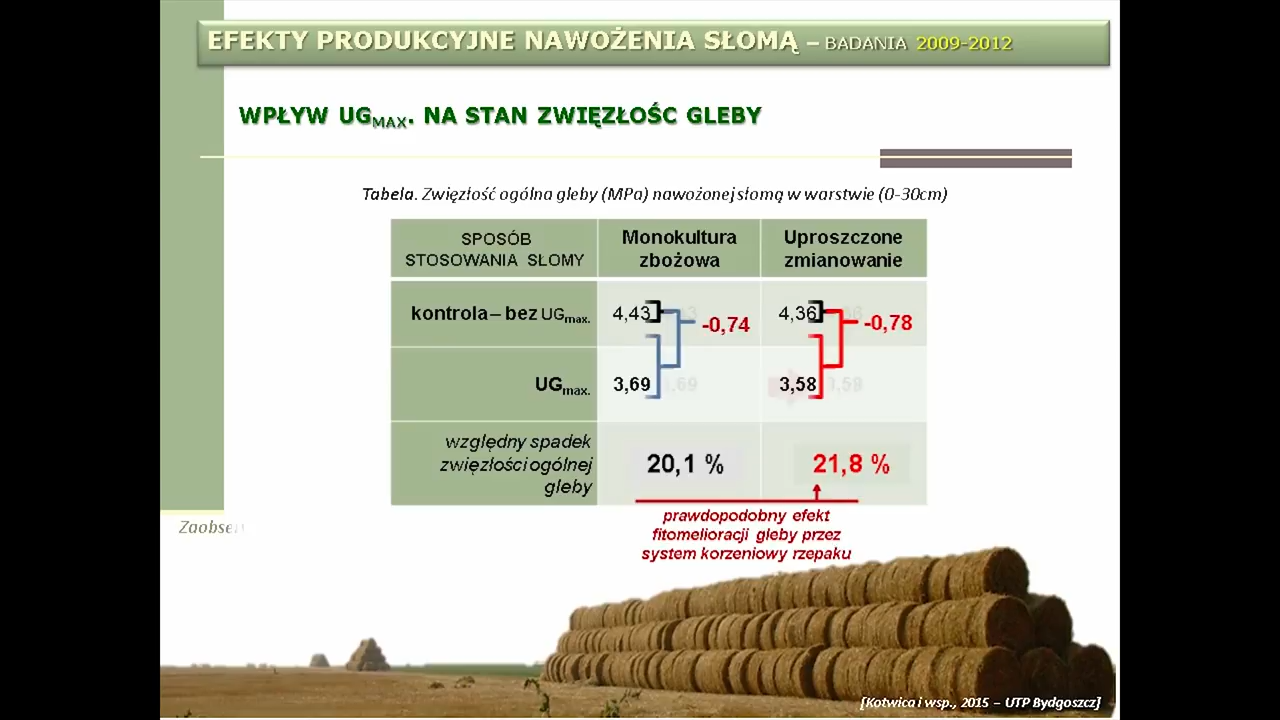 EFEKTY PRODUKCYJNE NAWOŻENIA SŁOMĄ – BADANIA 2009-2012
WPŁYW UGMAX. NA STAN ZWIĘZŁOŚC GLEBY
Tabela. Zwięzłość ogólna gleby (MPa) nawożonej słomą w warstwie (0-30cm)
SPOSÓB
STOSOWANIA SŁOMY
Monokultura
zbożowa
Uproszczone
zmianowanie
kontrola – bez UGmax.
4,43
-0,74
4,36
-0,78
UGmax.
3,69
3,58
względny spadek
zwięzłości ogólnej
gleby
20,1 %
21,8 %
prawdopodobny efekt
fitomelioracji gleby przez
system korzeniowy rzepaku
[Kotwica i wsp., 2015 – UTP Bydgoszcz]